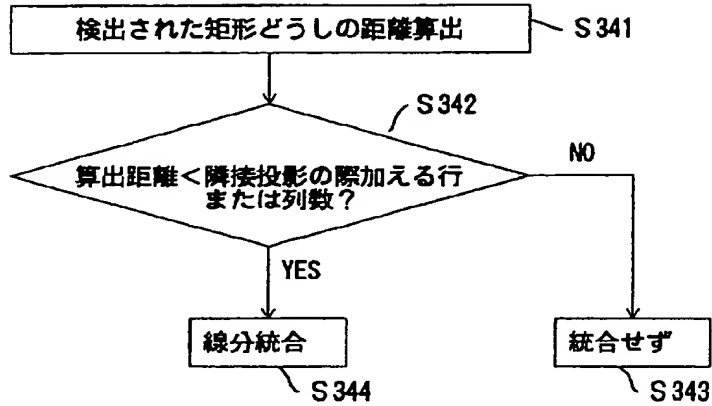 検出された矩形どうしの距離算出
S341
S342
算出距離<隣接投影の際加える行
または列数?
NO
YES
線分統合
統合せず
S344
S343